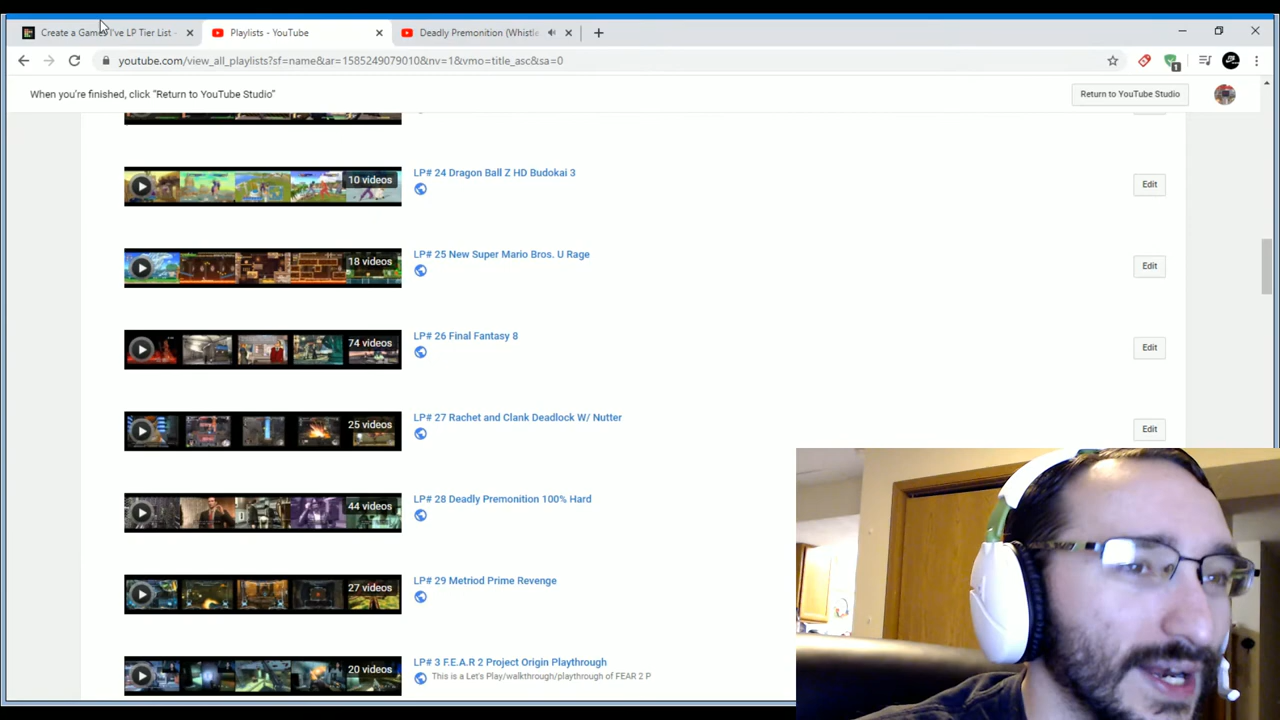 Create a Games I've LP Tier List -
Playlists - YouTube
Deadly Premonition (Whistle
youtube.com/view_all_playlists?sf=name&ar=1585249079010&nv=1&vmo=title_asc&sa=0
1
When you're finished, click "Return to YouTube Studio"
Return to YouTube Studio
10 videos
LP# 24 Dragon Ball Z HD Budokai 3
Edit
18 videos
LP# 25 New Super Mario Bros. U Rage
Edit
74 videos
LP# 26 Final Fantasy 8
Edit
25 videos
LP# 27 Rachet and Clank Deadlock W/ Nutter
Edit
44 videos
LP# 28 Deadly Premonition 100% Hard
27 videos
LP# 29 Metriod Prime Revenge
20 videos
LP# 3 F.E.A.R 2 Project Origin Playthrough
This is a Let's Play/walkthrough/playthrough of FEAR 2 P